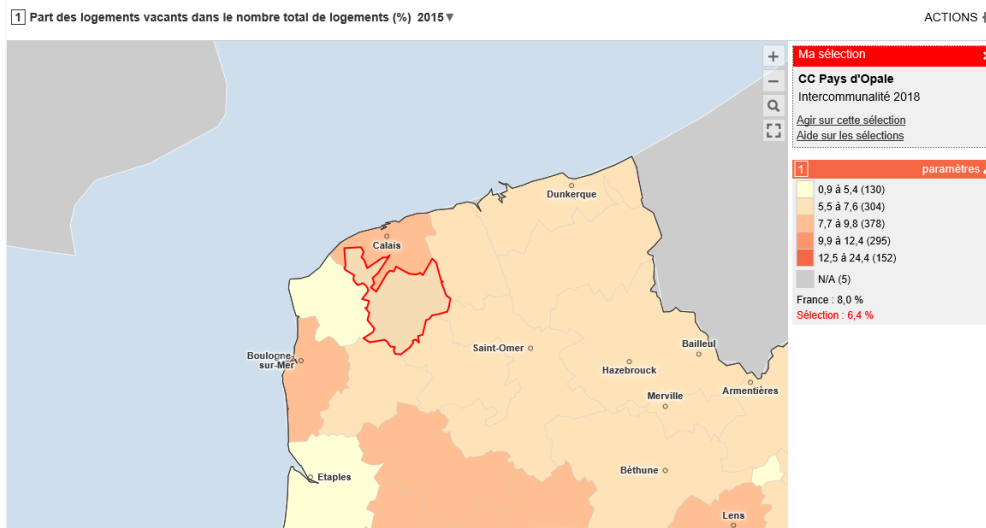 1 Part des logements vacants dans le nombre total de logements (%) 2015
ACTIONS
Ma sélection
CC Pays d'Opale
Intercommunalité 2018
Agir sur cette sélection
Aide sur les sélections
1 paramètres
0,9 à 5,4 (130)
5,5 à 7,6 (304)
7,7 à 9,8 (378)
9,9 à 12,4 (295)
12,5 à 24,4 (152)
N/A (5)
France : 8,0 %
Sélection : 6,4 %
Dunkerque
Calais
Saint-Omer
Bailleul
Boulogne-
sur-Mer
Hazebrouck
Armentières
Merville
Béthune
Etaples
Lens